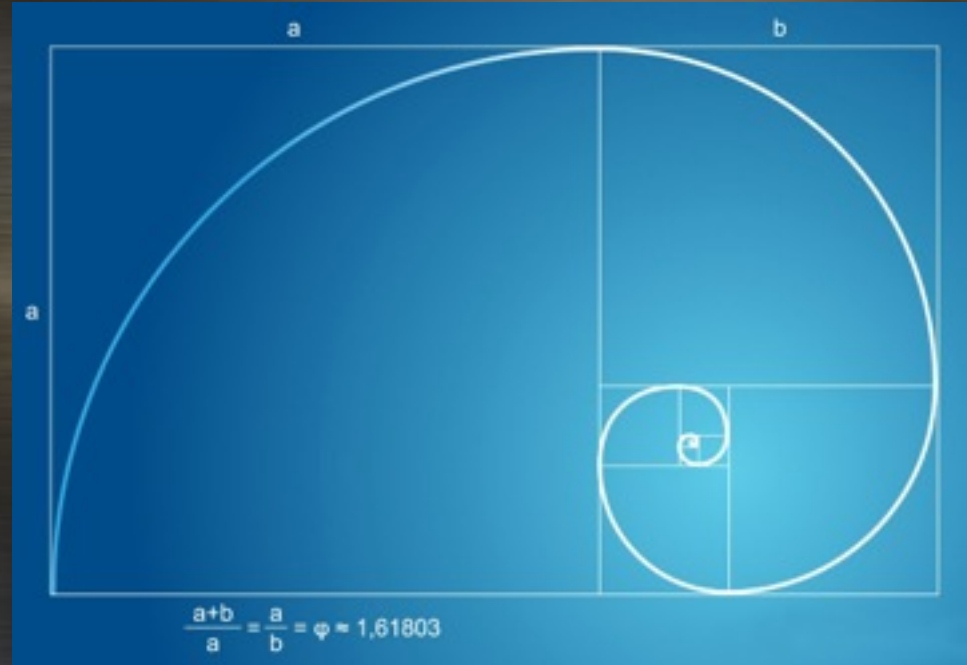 a b
a
a+b/a = a/b = φ ≈ 1,61803